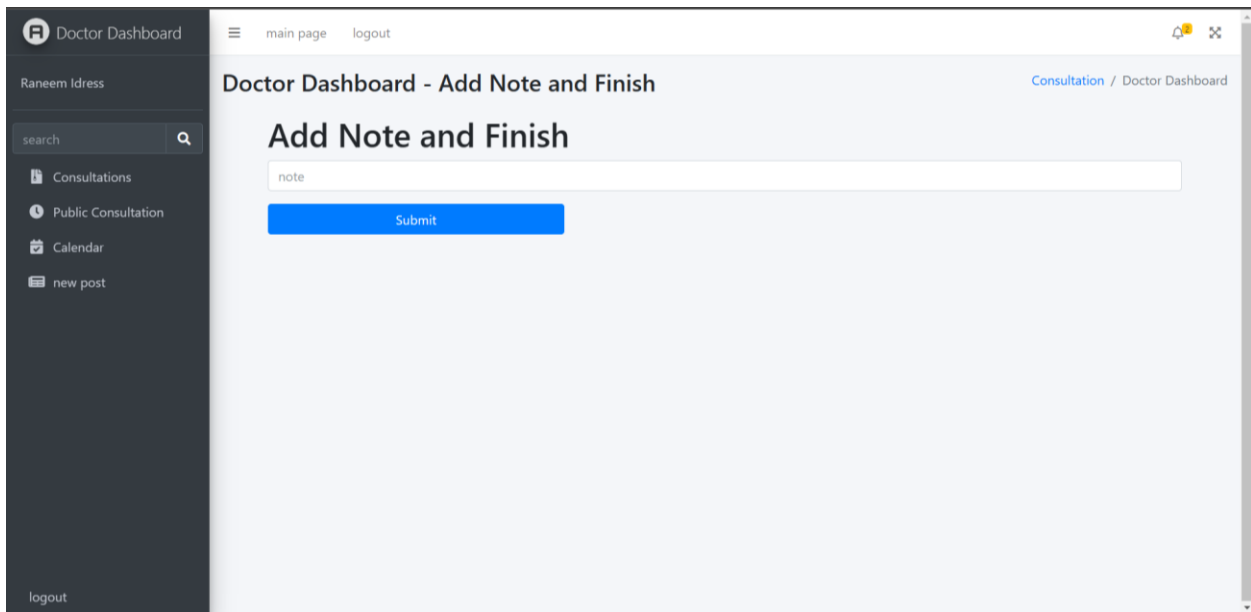 Doctor Dashboard
main page logout
2
Raneem Idress
search
Consultations
Public Consultation
Calendar
new post
logout
Doctor Dashboard - Add Note and Finish
Consultation / Doctor Dashboard
Add Note and Finish
note
Submit